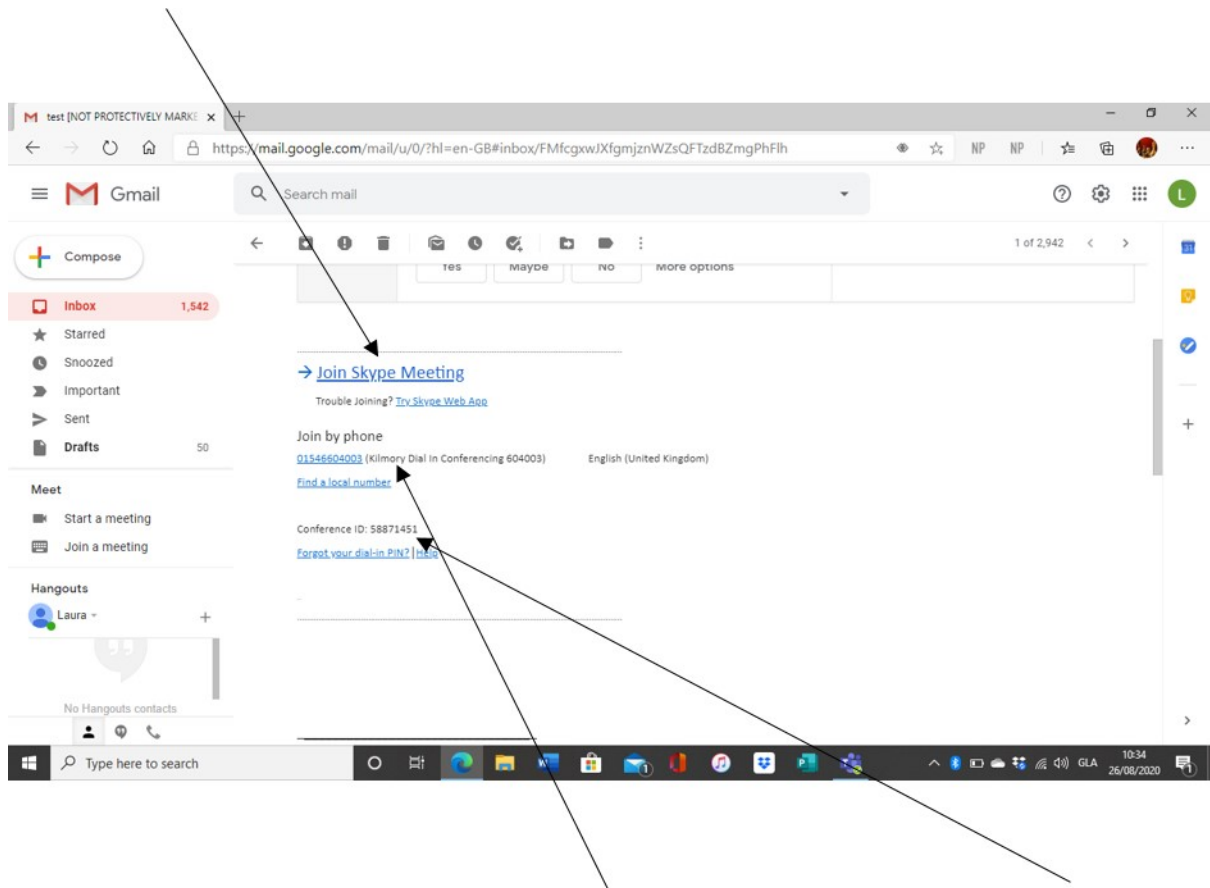 test [NOT PROTECTIVELY MARKE
https://mail.google.com/mail/u/0/?hl=en-GB#inbox/FMfcgxwJXfgmjznWZsQFTzdBZmgPhFlh
NP NP
Gmail
Search mail
L
Compose
1 of 2,942
31
Yes Maybe No More options
Inbox 1,542
Starred
Snoozed
Important
Sent
Drafts 50
→ Join Skype Meeting
Trouble Joining? Try Skype Web App
Join by phone
01546604003 (Kilmory Dial In Conferencing 604003) English (United Kingdom)
Find a local number
Conference ID: 58871451
Forgot your dial-in PIN? | Help
Meet
Start a meeting
Join a meeting
Hangouts
Laura
No Hangouts contacts
Type here to search
GLA
10:34
26/08/2020